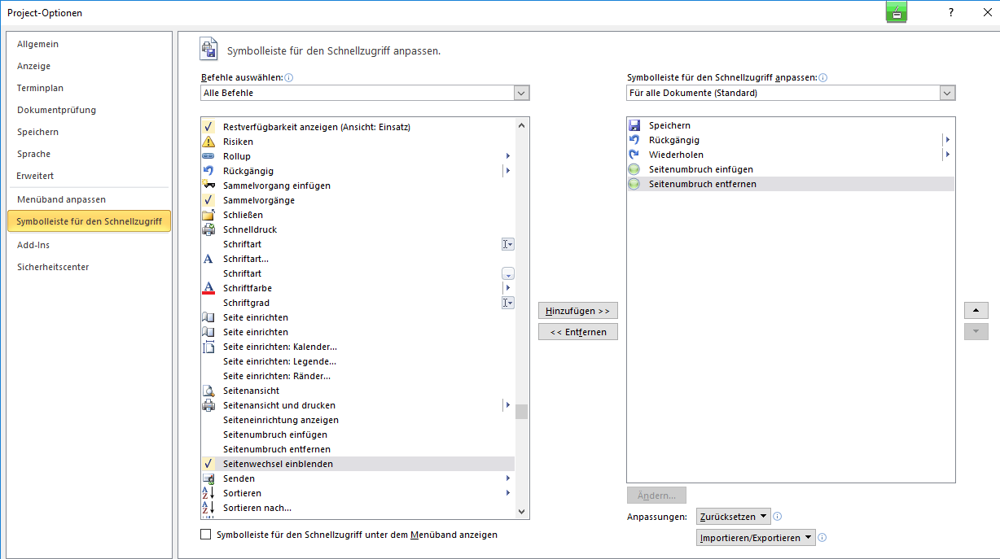 Project-Optionen
?
Allgemein
Anzeige
Terminplan
Dokumentprüfung
Speichern
Sprache
Erweitert
Menüband anpassen
Symbolleiste für den Schnellzugriff
Add-Ins
Sicherheitscenter
Symbolleiste für den Schnellzugriff anpassen.
Befehle auswählen:
Alle Befehle
Restverfügbarkeit anzeigen (Ansicht: Einsatz)
Risiken
Rollup
Rückgängig
Sammelvorgang einfügen
Sammelvorgänge
Schließen
Schnelldruck
Schriftart
Schriftart...
Schriftart
Schriftfarbe
Schriftgrad
Seite einrichten
Seite einrichten
Seite einrichten: Kalender...
Seite einrichten: Legende...
Seite einrichten: Ränder...
Seitenansicht
Seitenansicht und drucken
Seiteneinrichtung anzeigen
Seitenumbruch einfügen
Seitenumbruch entfernen
Seitenwechsel einblenden
Senden
Sortieren
Sortieren nach...
Symbolleiste für den Schnellzugriff unter dem Menüband anzeigen
Hinzufügen >>
<< Entfernen
Symbolleiste für den Schnellzugriff anpassen:
Für alle Dokumente (Standard)
Speichern
Rückgängig
Wiederholen
Seitenumbruch einfügen
Seitenumbruch entfernen
Ändern...
Anpassungen: Zurücksetzen
Importieren/Exportieren